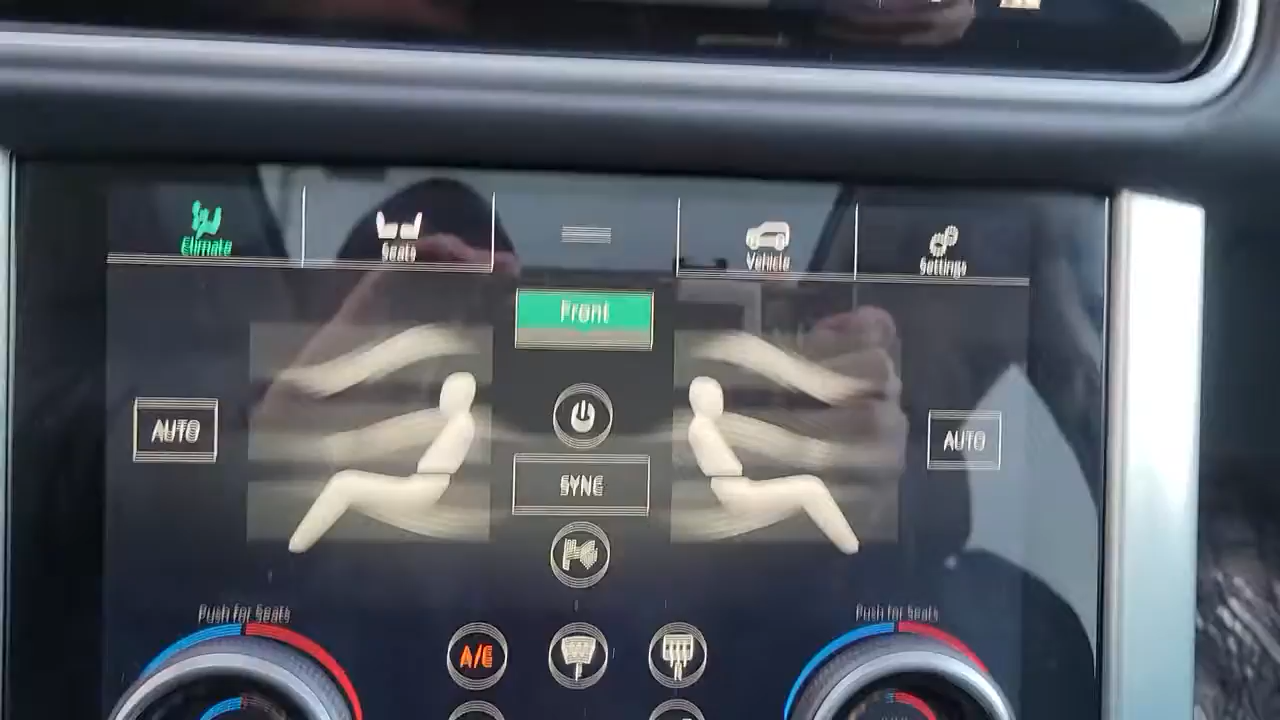 Climate
Seats
Vehicle
Settings
Front
AUTO
AUTO
SYNC
Push for Seats
Push for Seats
A/C